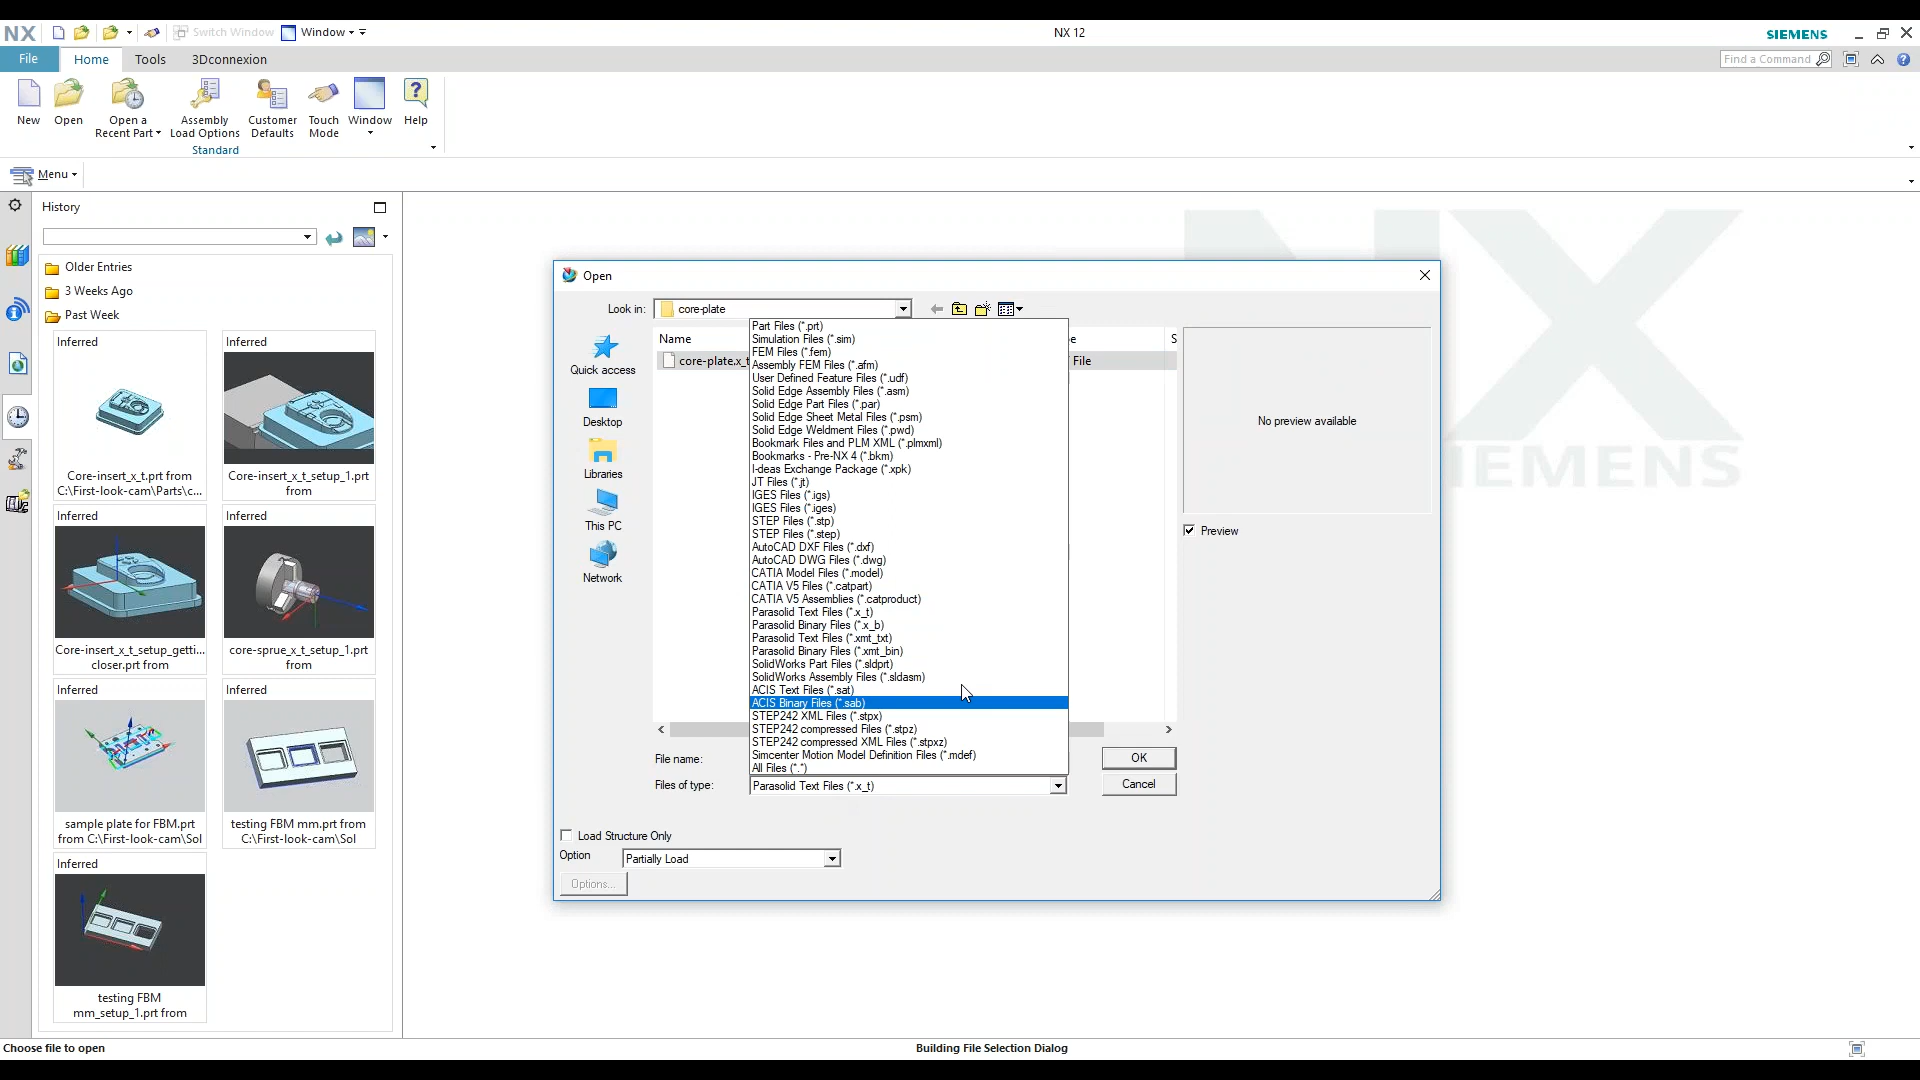 NX
Switch Window
Window
NX 12
SIEMENS
File
Home
Tools
3Dconnexion
Find a Command
New
Open
Open a
Recent Part
Assembly
Load Options
Customer
Defaults
Touch
Mode
Window
Help
Standard
Menu
History
Older Entries
3 Weeks Ago
Past Week
Inferred
Inferred
Core-insert_x_t.prt from
C:\First-look-cam\Parts\c...
Core-insert_x_t_setup_1.prt
from
Inferred
Inferred
Core-insert_x_t_setup_getti...
closer.prt from
core-sprue_x_t_setup_1.prt
from
Inferred
Inferred
sample plate for FBM.prt
from C:\First-look-cam\Sol
testing FBM mm.prt from
C:\First-look-cam\Sol
Inferred
testing FBM
mm_setup_1.prt from
Open
Look in:
core-plate
Quick access
Desktop
Libraries
This PC
Network
Name
S
core-plate.x_t
File
Part Files (*.prt)
Simulation Files (*.sim)
FEM Files (*.fem)
Assembly FEM Files (*.afm)
User Defined Feature Files (*.udf)
Solid Edge Assembly Files (*.asm)
Solid Edge Part Files (*.par)
Solid Edge Sheet Metal Files (*.psm)
Solid Edge Weldment Files (*.pwd)
Bookmark Files and PLM XML (*.plmxml)
Bookmarks - Pre-NX 4 (*.bkm)
I-deas Exchange Package (*.xpk)
JT Files (*.jt)
IGES Files (*.igs)
IGES Files (*.iges)
STEP Files (*.stp)
STEP Files (*.step)
AutoCAD DXF Files (*.dxf)
AutoCAD DWG Files (*.dwg)
CATIA Model Files (*.model)
CATIA V5 Files (*.catpart)
CATIA V5 Assemblies (*.catproduct)
Parasolid Text Files (*.x_t)
Parasolid Binary Files (*.x_b)
Parasolid Text Files (*.xmt_txt)
Parasolid Binary Files (*.xmt_bin)
SolidWorks Part Files (*.sldprt)
SolidWorks Assembly Files (*.sldasm)
ACIS Text Files (*.sat)
ACIS Binary Files (*.sab)
STEP242 XML Files (*.stpx)
STEP242 compressed Files (*.stpz)
STEP242 compressed XML Files (*.stpxz)
Simcenter Motion Model Definition Files (*.mdef)
All Files (*.*)
File name:
OK
Files of type:
Parasolid Text Files (*.x_t)
Cancel
No preview available
Preview
Load Structure Only
Option
Partially Load
Options...
Choose file to open
Building File Selection Dialog